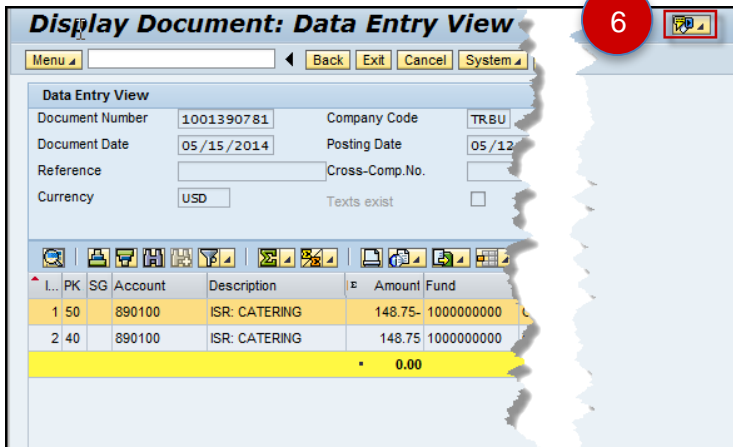 Display Document: Data Entry View
6
Menu Back Exit Cancel System
Data Entry View
Document Number 1001390781 Company Code TRBU
Document Date 05/15/2014 Posting Date 05/12
Reference Cross-Comp.No.
Currency USD Texts exist
I... PK SG Account Description Σ Amount Fund
1 50 890100 ISR: CATERING 148.75- 1000000000
2 40 890100 ISR: CATERING 148.75 1000000000
▪ 0.00